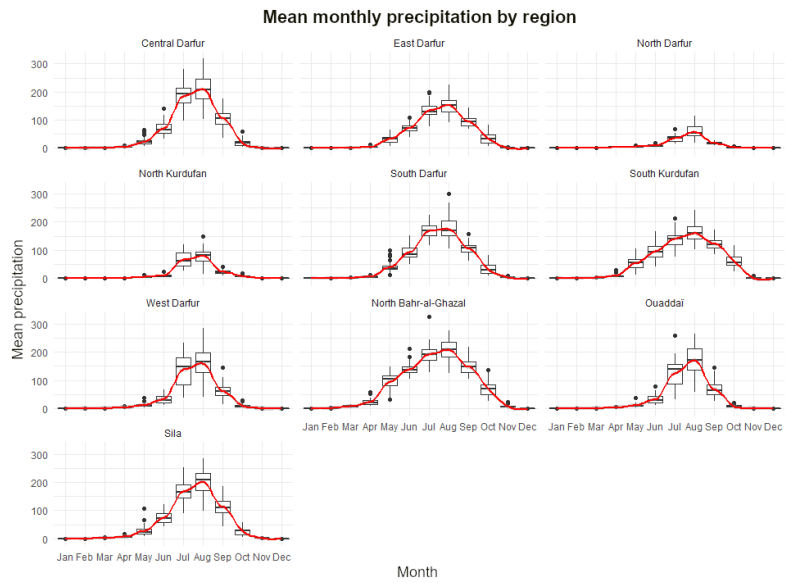 Mean monthly precipitation by region
Central Darfur
East Darfur
North Darfur
300
200
100
0
North Kurdufan
South Darfur
South Kurdufan
300
200
100
0
Mean precipitation
West Darfur
North Bahr-al-Ghazal
Ouaddaï
300
200
100
0
Jan Feb Mar Apr May Jun Jul Aug Sep Oct Nov Dec
Jan Feb Mar Apr May Jun Jul Aug Sep Oct Nov Dec
Sila
300
200
100
0
Jan Feb Mar Apr May Jun Jul Aug Sep Oct Nov Dec
Month